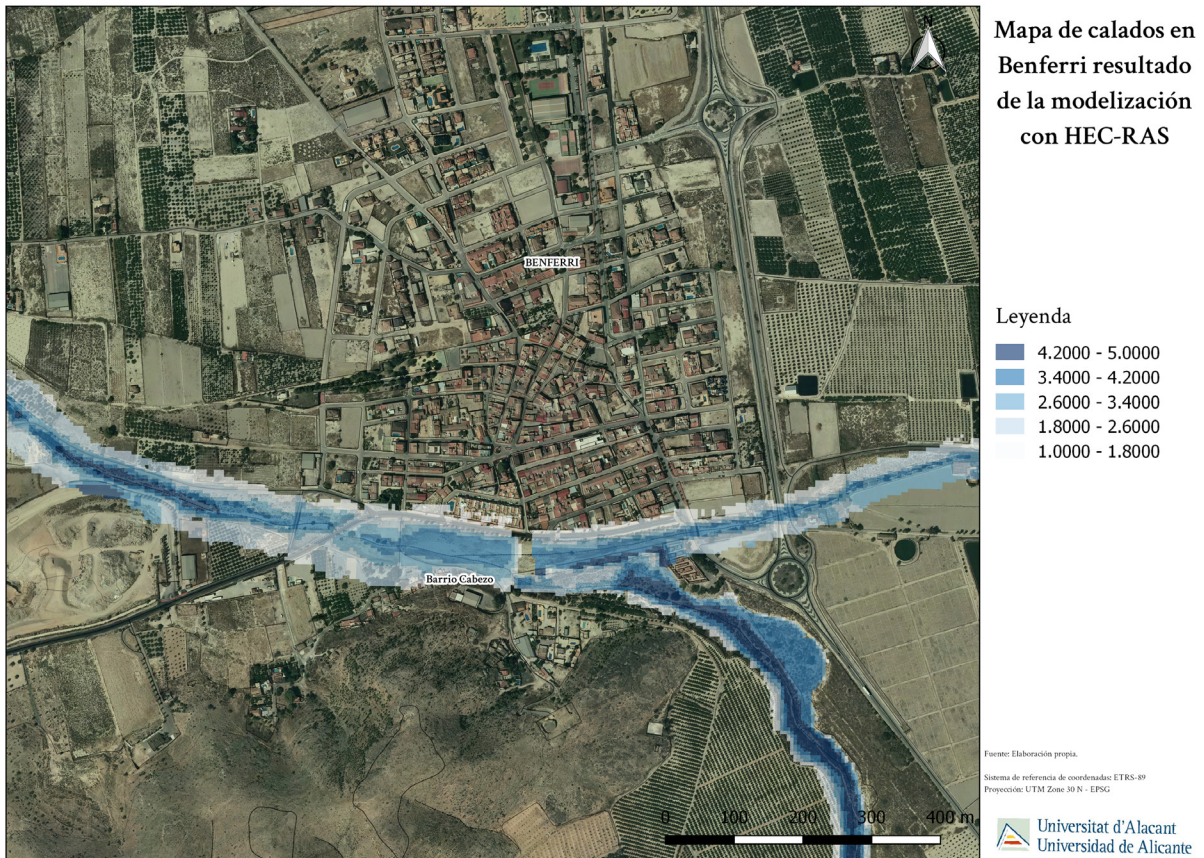 Mapa de calados en
Benferri resultado
de la modelización
con HEC-RAS
N
BENFERRI
Barrio Cabezo
Leyenda
4.2000 - 5.0000
3.4000 - 4.2000
2.6000 - 3.4000
1.8000 - 2.6000
1.0000 - 1.8000
0 100 200 300 400 m
Fuente: Elaboración propia.
Sistema de referencia de coordenadas: ETRS-89
Proyección: UTM Zone 30 N - EPSG
Universitat d'Alacant
Universidad de Alicante